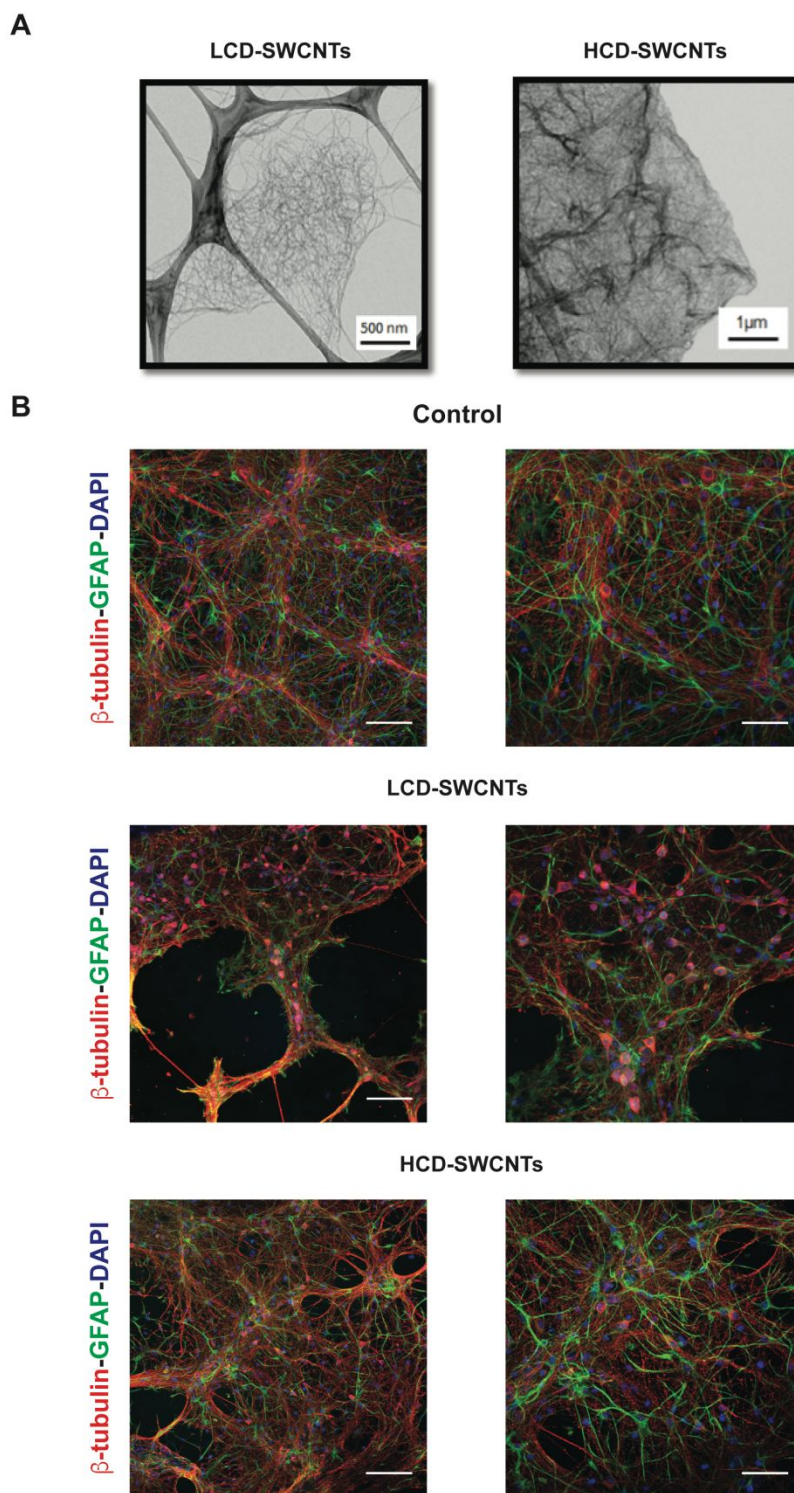 A
LCD-SWCNTs
HCD-SWCNTs
500 nm
1µm
B
Control
β-tubulin-GFAP-DAPI
LCD-SWCNTs
β-tubulin-GFAP-DAPI
HCD-SWCNTs
β-tubulin-GFAP-DAPI